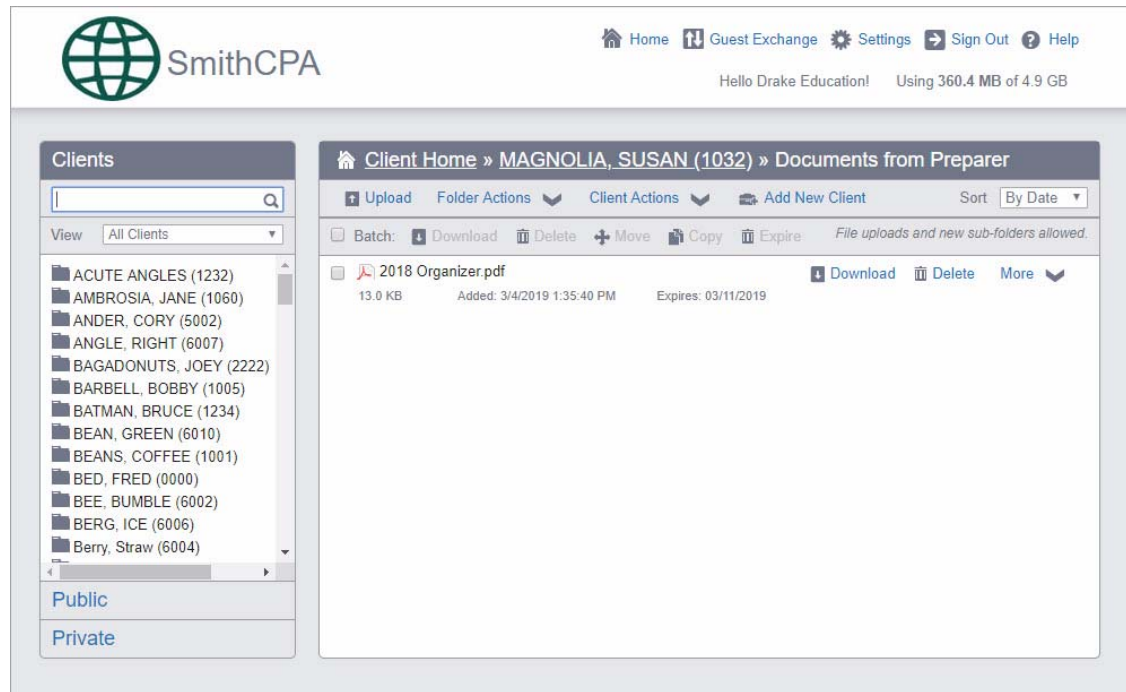 SmithCPA
Home Guest Exchange Settings Sign Out Help
Hello Drake Education! Using 360.4 MB of 4.9 GB
Clients
View All Clients
ACUTE ANGLES (1232)
AMBROSIA, JANE (1060)
ANDER, CORY (5002)
ANGLE, RIGHT (6007)
BAGADONUTS, JOEY (2222)
BARBELL, BOBBY (1005)
BATMAN, BRUCE (1234)
BEAN, GREEN (6010)
BEANS, COFFEE (1001)
BED, FRED (0000)
BEE, BUMBLE (6002)
BERG, ICE (6006)
Berry, Straw (6004)
Public
Private
Client Home » MAGNOLIA, SUSAN (1032) » Documents from Preparer
Upload Folder Actions Client Actions Add New Client Sort By Date
Batch: Download Delete Move Copy Expire File uploads and new sub-folders allowed.
2018 Organizer.pdf Download Delete More
13.0 KB Added: 3/4/2019 1:35:40 PM Expires: 03/11/2019